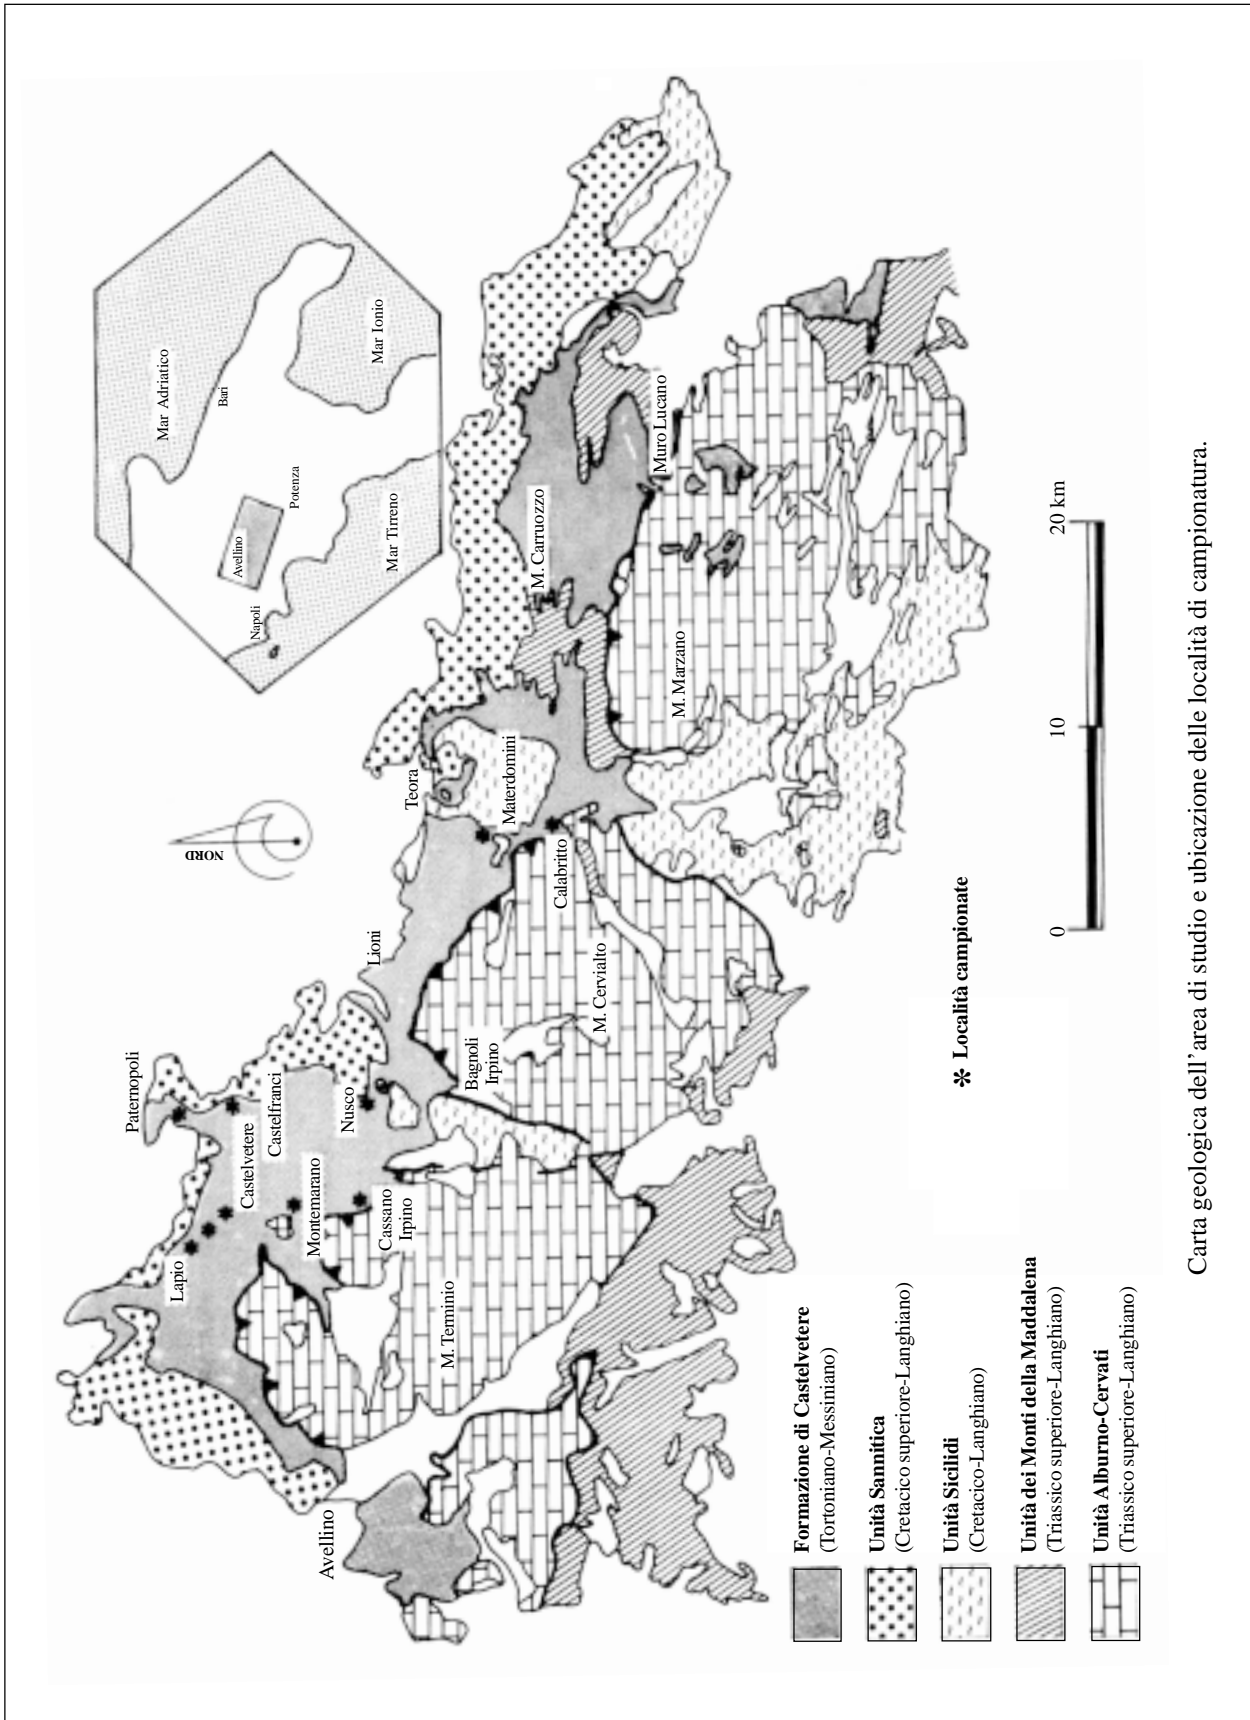 Mar Adriatico
Bari
Mar Ionio
Potenza
Avellino
Mar Tirreno
Napoli
NORD
Paternopoli
Castelfranci
Castelvetere
Lapio
Montemarano
Nusco
Cassano
Irpino
Bagnoli
Irpino
Lioni
Teora
Materdomini
Calabritto
M. Carruozzo
Muro Lucano
M. Marzano
M. Cervialto
M. Terminio
Avellino
Formazione di Castelvetere
(Tortoniano-Messiniano)
Unità Sannitica
(Cretacico superiore-Langhiano)
Unità Sicilidi
(Cretacico-Langhiano)
Unità dei Monti della Maddalena
(Triassico superiore-Langhiano)
Unità Alburno-Cervati
(Triassico superiore-Langhiano)
* Località campionate
0 10 20 km
Carta geologica dell'area di studio e ubicazione delle località di campionatura.